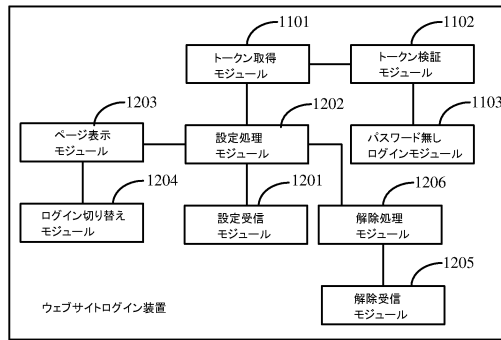 1101
トークン取得
モジュール
1102
トークン検証
モジュール
1203
ページ表示
モジュール
1202
設定処理
モジュール
1103
パスワード無し
ログインモジュール
1204
ログイン切り替え
モジュール
1201
設定受信
モジュール
1206
解除処理
モジュール
1205
解除受信
モジュール
ウェブサイトログイン装置